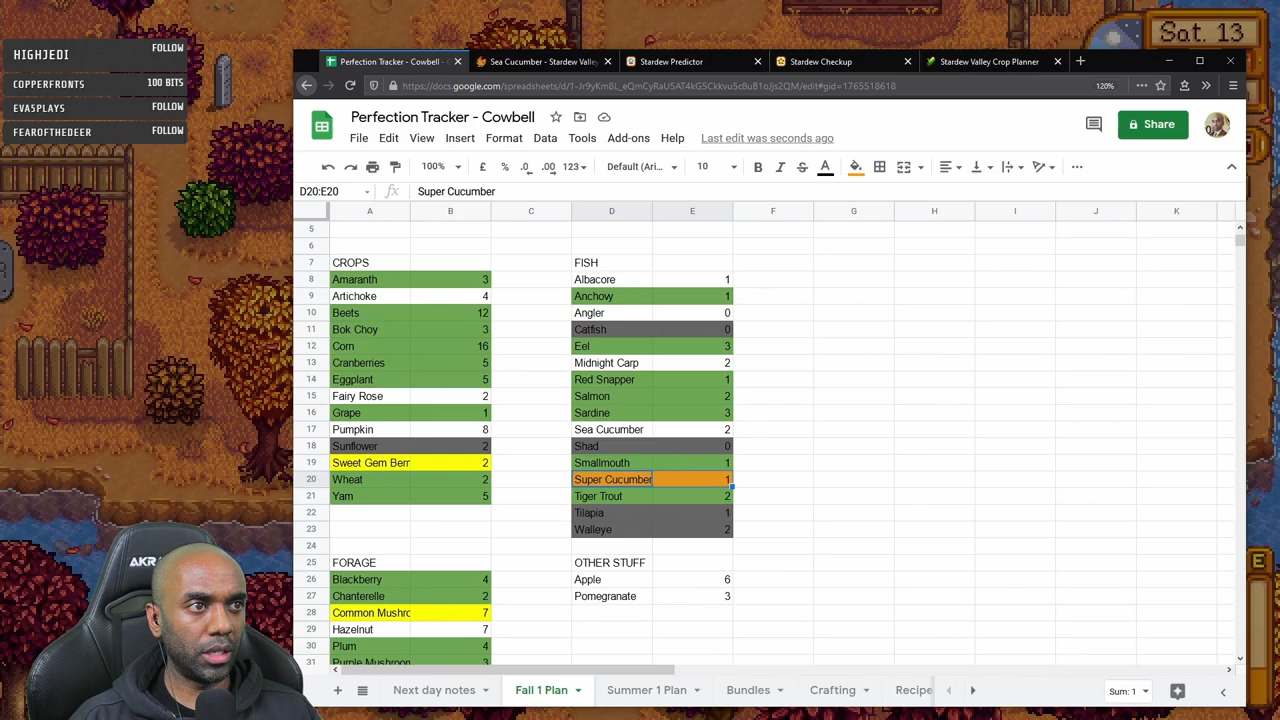 HIGHJEDI FOLLOW
COPPERFRONTS 100 BITS
EVASPLAYS FOLLOW
FEAROFTHEDEER FOLLOW
Sat. 13
Perfection Tracker - Cowbell -
Sea Cucumber - Stardew Valley
Stardew Predictor
Stardew Checkup
Stardew Valley Crop Planner
120%
Perfection Tracker - Cowbell
File Edit View Insert Format Data Tools Add-ons Help Last edit was seconds ago
Share
100% £ % .0 .00 123 Default (Ari... 10 B I S A
D20:E20 fx Super Cucumber
A B C D E F G H I J K
5
6
7 CROPS FISH
8 Amaranth 3 Albacore 1
9 Artichoke 4 Anchovy 1
10 Beets 12 Angler 0
11 Bok Choy 3 Catfish 0
12 Corn 16 Eel 3
13 Cranberries 5 Midnight Carp 2
14 Eggplant 5 Red Snapper 1
15 Fairy Rose 2 Salmon 2
16 Grape 1 Sardine 3
17 Pumpkin 8 Sea Cucumber 2
18 Sunflower 2 Shad 0
19 Sweet Gem Berr 2 Smallmouth 1
20 Wheat 2 Super Cucumber 1
21 Yam 5 Tiger Trout 2
22 Tilapia 1
23 Walleye 2
24
25 FORAGE OTHER STUFF
26 Blackberry 4 Apple 6
27 Chanterelle 2 Pomegranate 3
28 Common Mushro 7
29 Hazelnut 7
30 Plum 4
31 Purple Mushroom 3
Next day notes Fall 1 Plan Summer 1 Plan Bundles Crafting Recipe
Sum: 1
AKR
E